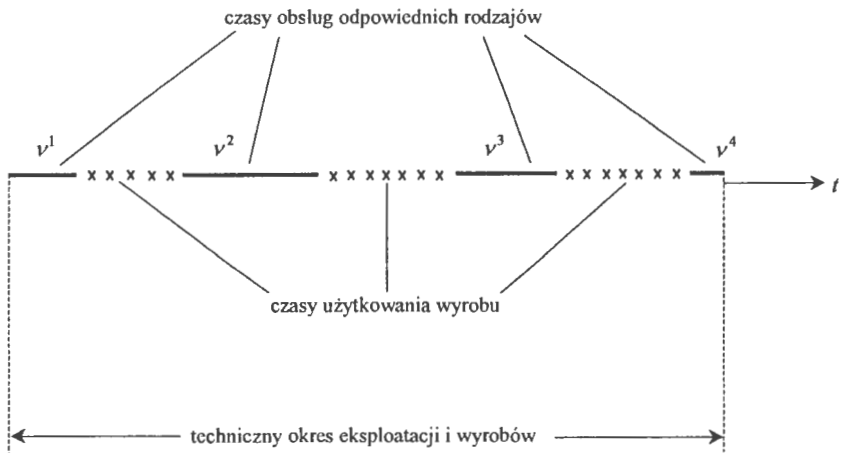 czasy obsług odpowiednich rodzajów
ν¹ ν² ν³ ν⁴
x x x x x x x x x x x x x x x x x x x
t
czasy użytkowania wyrobu
techniczny okres eksploatacji i wyrobów